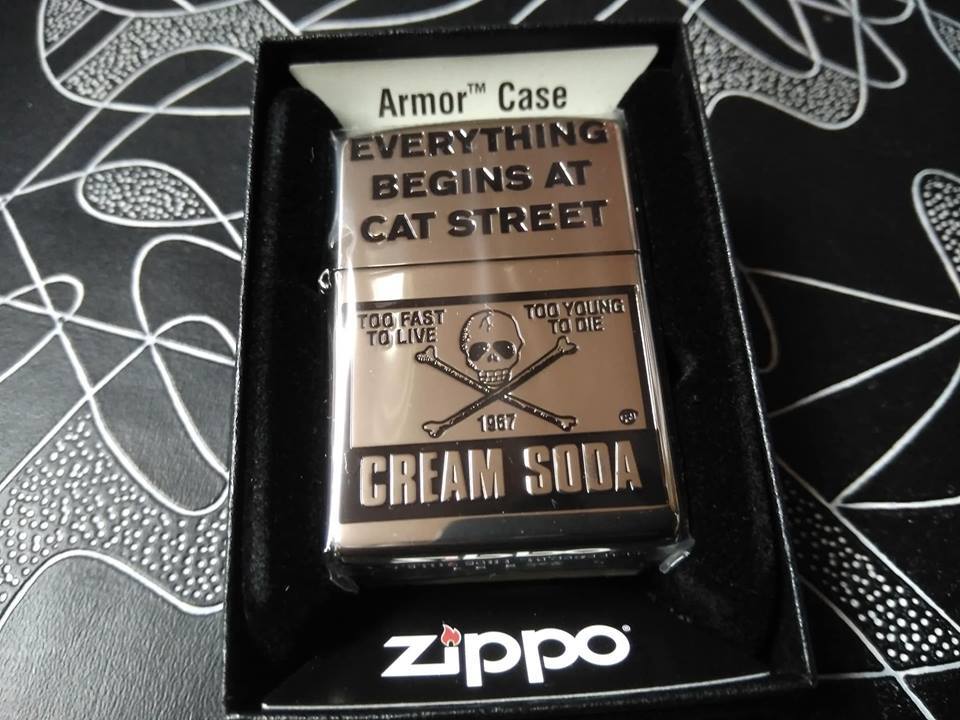 Armor™ Case
EVERYTHING
BEGINS AT
CAT STREET
TOO FAST
TO LIVE
TOO YOUNG
TO DIE
1967
®
CREAM SODA
zippo